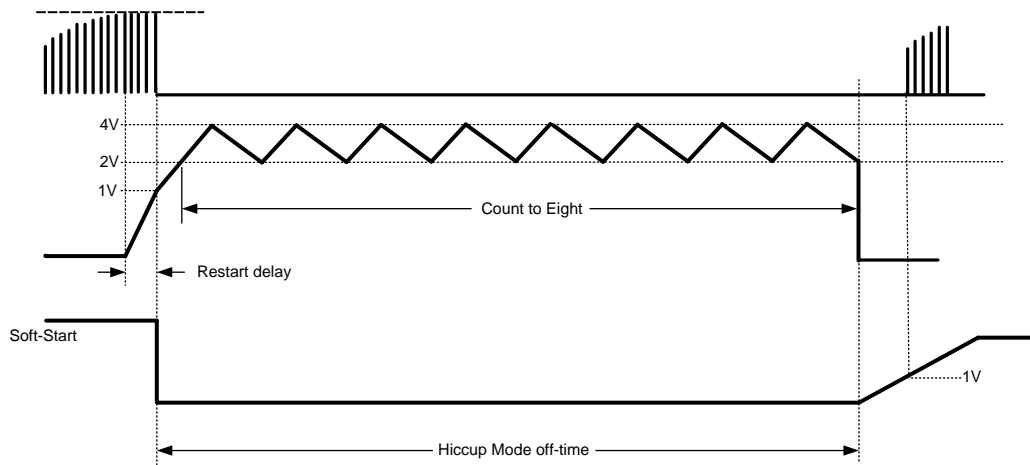 4V
2V
1V
Count to Eight
Restart delay
Soft-Start
1V
Hiccup Mode off-time